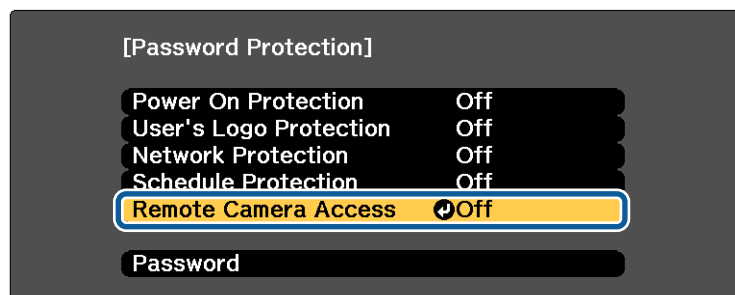 [Password Protection]
Power On Protection Off
User's Logo Protection Off
Network Protection Off
Schedule Protection Off
Remote Camera Access Off
Password